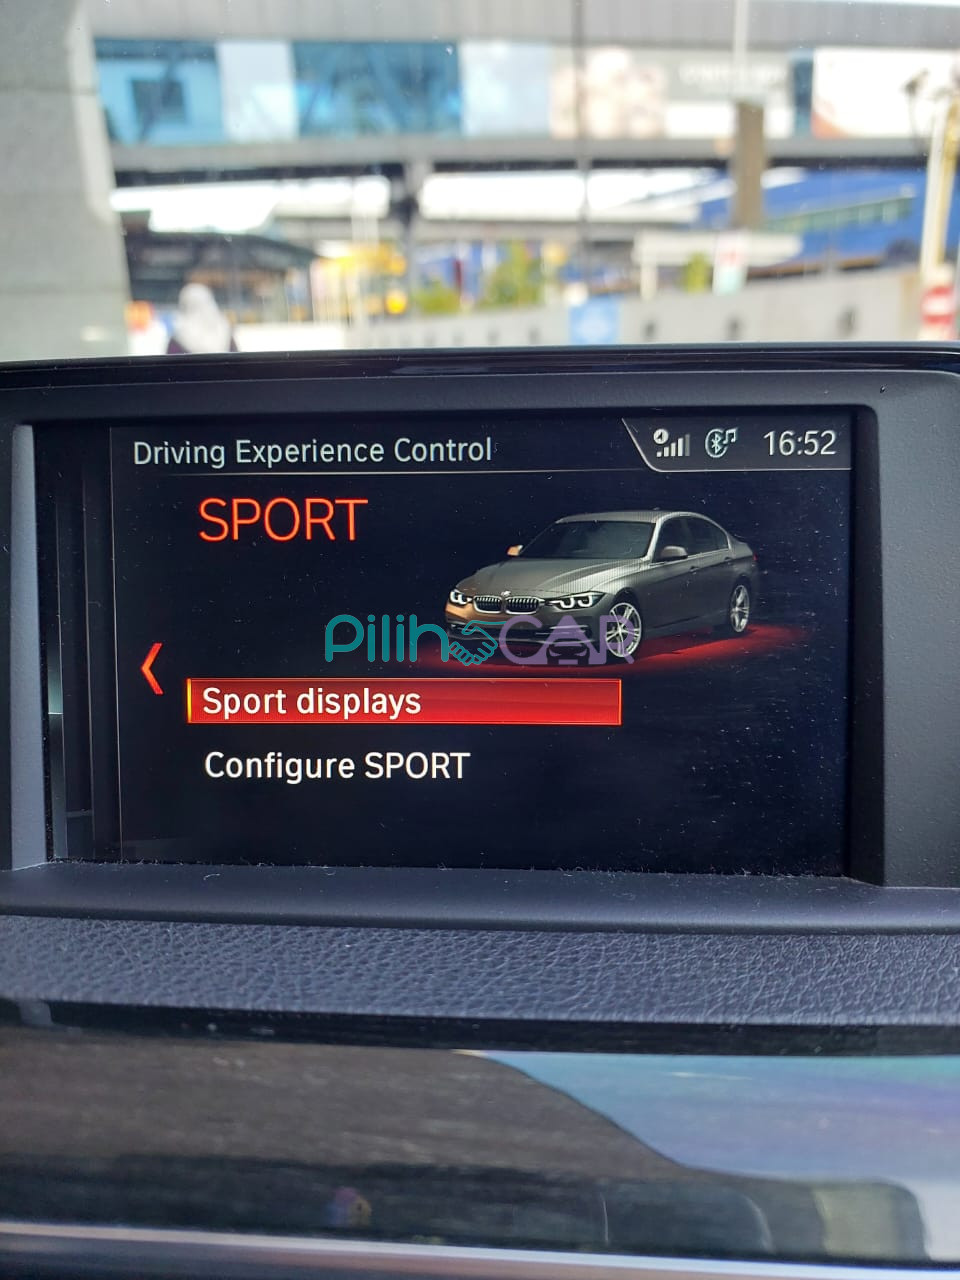 Driving Experience Control
16:52
SPORT
PilihCAR
Sport displays
Configure SPORT